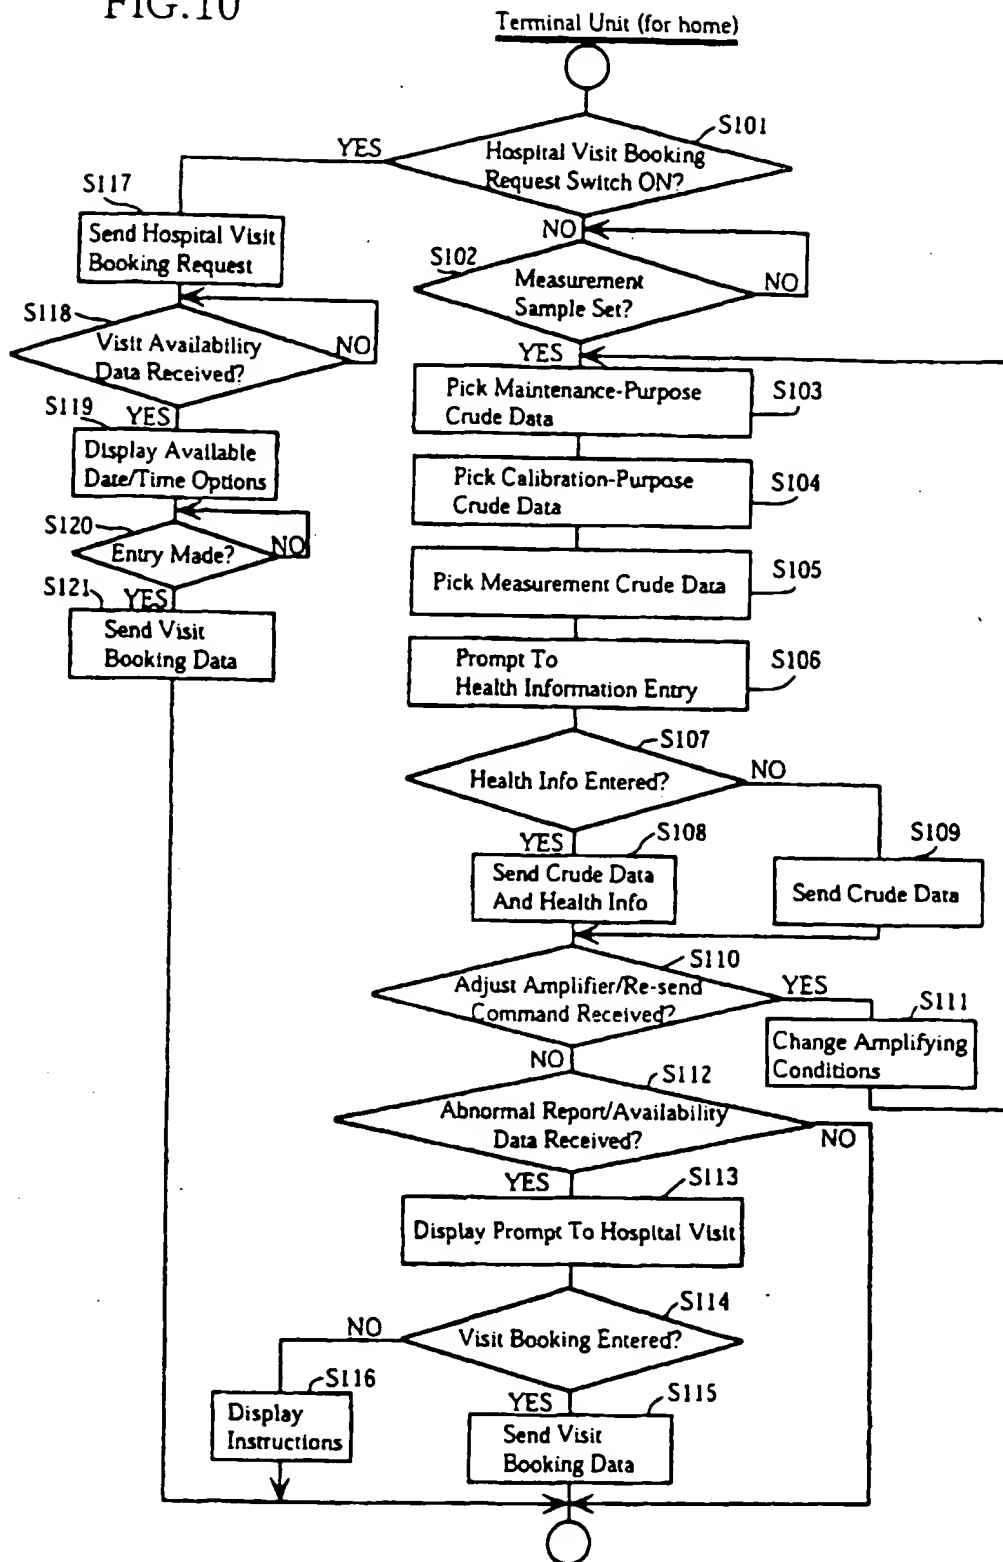 FIG.10
Terminal Unit (for home)
S101
YES
Hospital Visit Booking
Request Switch ON?
S117
Send Hospital Visit
Booking Request
NO
S102
Measurement
Sample Set?
NO
S118
Visit Availability
Data Received?
NO
YES
Pick Maintenance-Purpose
Crude Data
S103
S119
YES
Display Available
Date/Time Options
Pick Calibration-Purpose
Crude Data
S104
S120
Entry Made?
NO
Pick Measurement Crude Data
S105
S121
YES
Send Visit
Booking Data
Prompt To
Health Information Entry
S106
S107
Health Info Entered?
NO
YES
S108
Send Crude Data
And Health Info
S109
Send Crude Data
S110
Adjust Amplifier/Re-send
Command Received?
YES
S111
Change Amplifying
Conditions
NO
S112
Abnormal Report/Availability
Data Received?
NO
YES
S113
Display Prompt To Hospital Visit
S114
NO
Visit Booking Entered?
S116
Display
Instructions
YES
S115
Send Visit
Booking Data